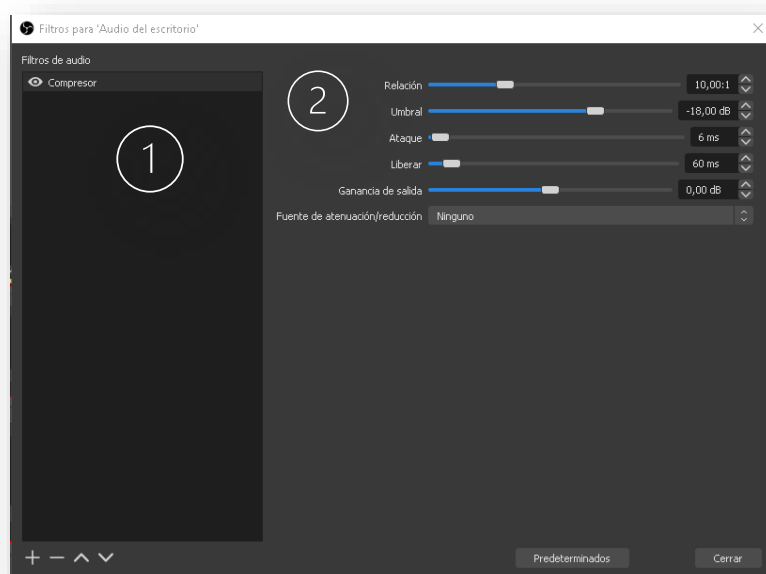 Filtros para 'Audio del escritorio'
Filtros de audio
Compresor
1
2
Relación 10,00:1
Umbral -18,00 dB
Ataque 6 ms
Liberar 60 ms
Ganancia de salida 0,00 dB
Fuente de atenuación/reducción Ninguno
Predeterminados Cerrar